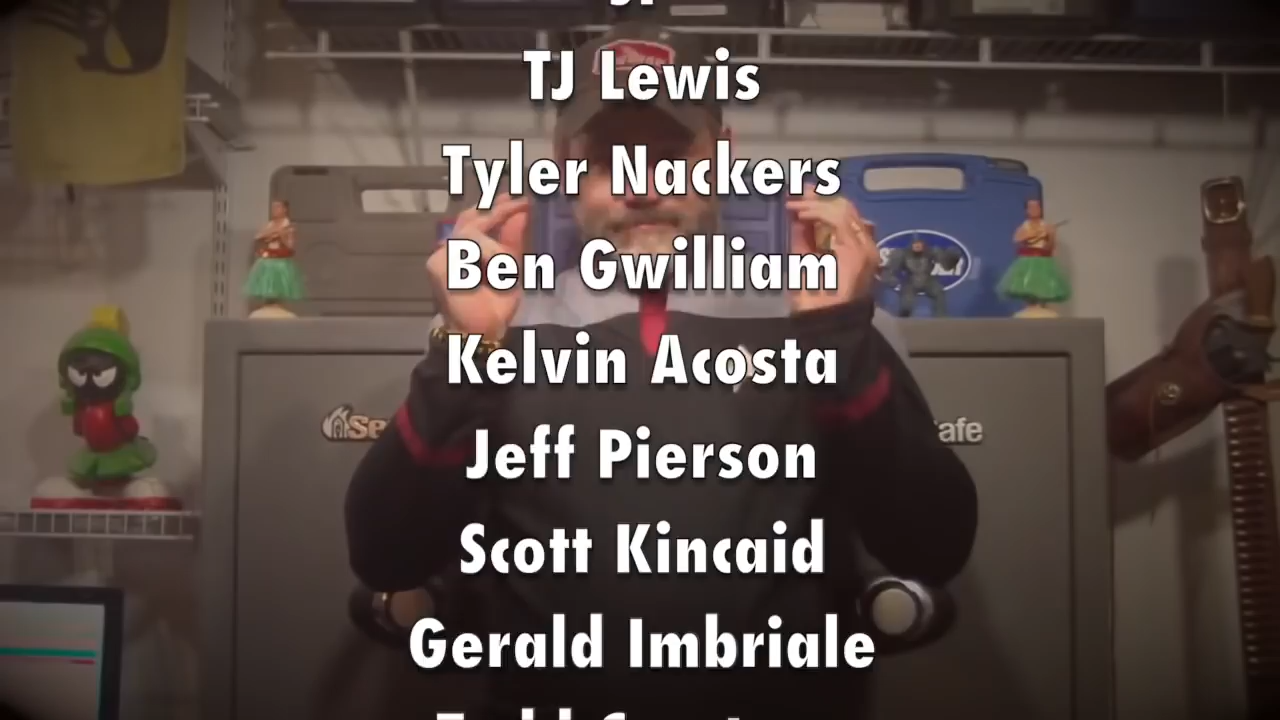 TJ Lewis
Tyler Nackers
Ben Gwilliam
Kelvin Acosta
Jeff Pierson
Scott Kincaid
Gerald Imbriale